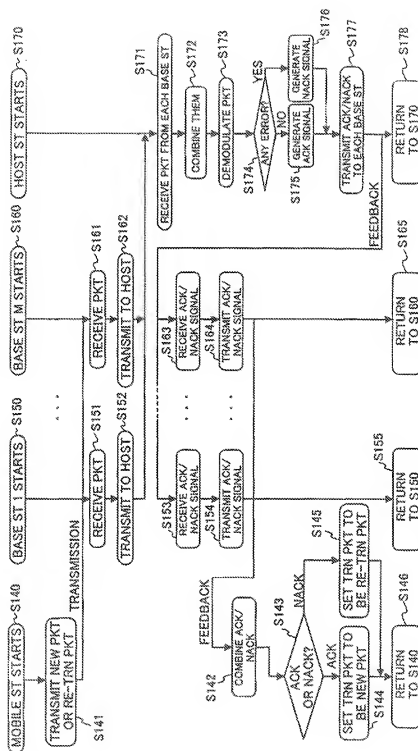 MOBILE ST STARTS
S140
TRANSMIT NEW PKT
OR RE-TRN PKT
S141
TRANSMISSION
FEEDBACK
S142
COMBINE ACK/
NACK
S143
ACK
OR NACK?
NACK
ACK
SET TRN PKT TO
BE NEW PKT
S144
S145
SET TRN PKT TO
BE RE-TRN PKT
RETURN
TO S140
S146
BASE ST 1 STARTS
S150
RECEIVE PKT
S151
TRANSMIT TO HOST
S152
S153
RECEIVE ACK/
NACK SIGNAL
S154
TRANSMIT ACK/
NACK SIGNAL
RETURN
TO S150
S155
. . .
. . .
BASE ST M STARTS
S160
RECEIVE PKT
S161
TRANSMIT TO HOST
S162
S163
RECEIVE ACK/
NACK SIGNAL
S164
TRANSMIT ACK/
NACK SIGNAL
RETURN
TO S160
S165
HOST ST STARTS
S170
S171
RECEIVE PKT FROM EACH BASE ST
COMBINE THEM
S172
DEMODULATE PKT
S173
S174
ANY ERROR?
YES
NO
S175
GENERATE
ACK SIGNAL
GENERATE
NACK SIGNAL
S176
TRANSMIT ACK/NACK
TO EACH BASE ST
S177
FEEDBACK
RETURN
TO S170
S178